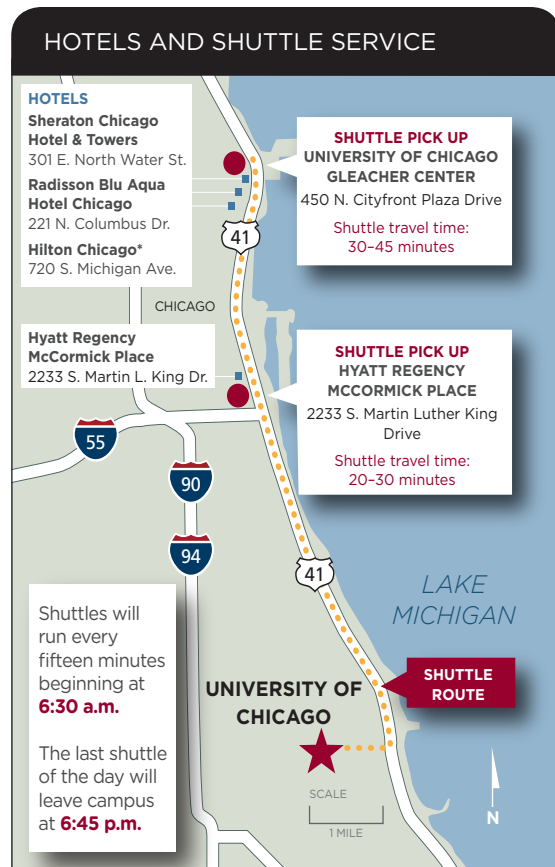 HOTELS AND SHUTTLE SERVICE
HOTELS
Sheraton Chicago
Hotel & Towers
301 E. North Water St.
Radisson Blu Aqua
Hotel Chicago
221 N. Columbus Dr.
Hilton Chicago*
720 S. Michigan Ave.
SHUTTLE PICK UP
UNIVERSITY OF CHICAGO
GLEACHER CENTER
450 N. Cityfront Plaza Drive
Shuttle travel time:
30–45 minutes
41
CHICAGO
Hyatt Regency
McCormick Place
2233 S. Martin L. King Dr.
SHUTTLE PICK UP
HYATT REGENCY
MCCORMICK PLACE
2233 S. Martin Luther King
Drive
Shuttle travel time:
20–30 minutes
55
90
94
41
LAKE
MICHIGAN
Shuttles will
run every
fifteen minutes
beginning at
6:30 a.m.
The last shuttle
of the day will
leave campus
at 6:45 p.m.
UNIVERSITY OF
CHICAGO
SHUTTLE
ROUTE
SCALE
1 MILE
N